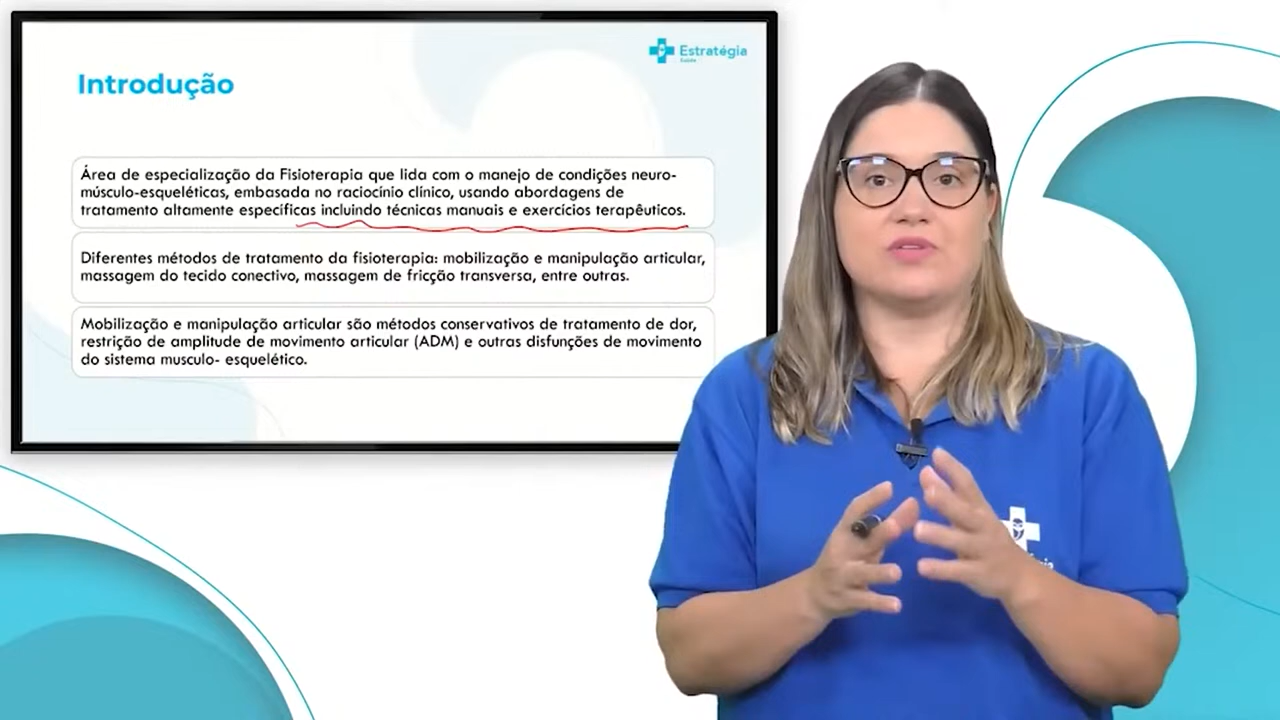 Estratégia
Saúde
Introdução
Área de especialização da Fisioterapia que lida com o manejo de condições neuro-
músculo-esqueléticas, embasada no raciocínio clínico, usando abordagens de
tratamento altamente específicas incluindo técnicas manuais e exercícios terapêuticos.
Diferentes métodos de tratamento da fisioterapia: mobilização e manipulação articular,
massagem do tecido conectivo, massagem de fricção transversa, entre outras.
Mobilização e manipulação articular são métodos conservativos de tratamento de dor,
restrição de amplitude de movimento articular (ADM) e outras disfunções de movimento
do sistema musculo- esquelético.